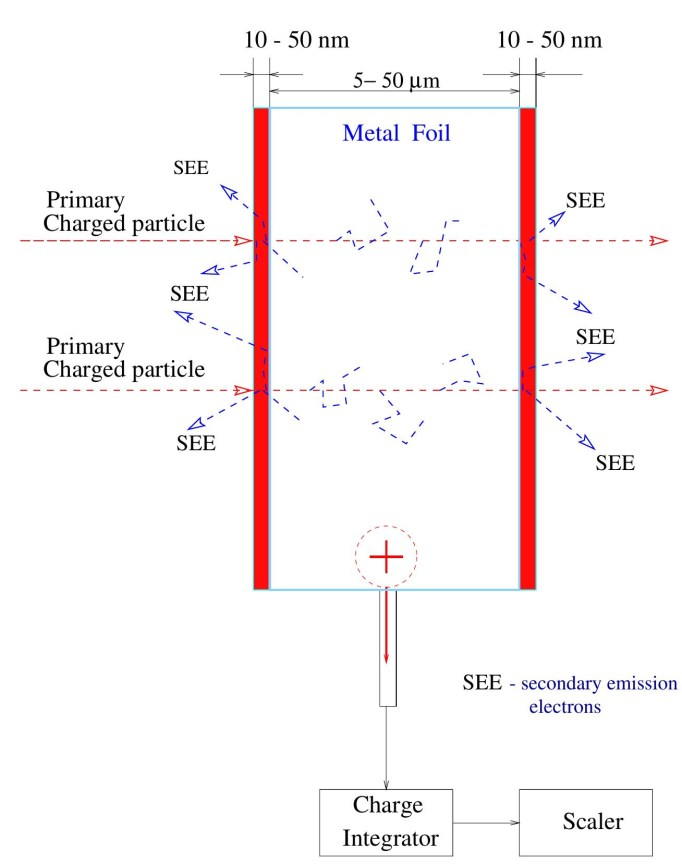 10 - 50 nm
10 - 50 nm
5– 50 μm
Metal Foil
SEE
Primary
Charged particle
SEE
SEE
SEE
Primary
Charged particle
SEE
SEE
+
SEE - secondary emission
electrons
Charge
Integrator
Scaler